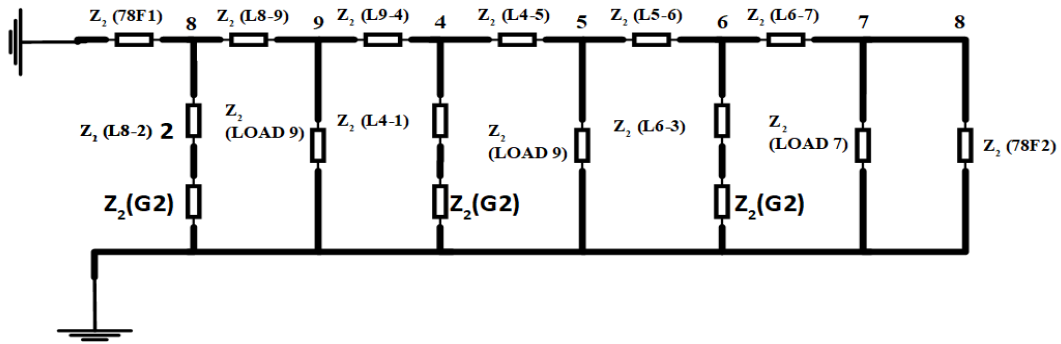 Z₂ (78F1) 8 Z₂ (L8-9) 9 Z₂ (L9-4) 4 Z₂ (L4-5) 5 Z₂ (L5-6) 6 Z₂ (L6-7) 7 8
Z₂ (L8-2) 2
Z₂
(LOAD 9)
Z₂ (L4-1)
Z₂
(LOAD 9)
Z₂ (L6-3)
Z₂
(LOAD 7)
Z₂ (78F2)
Z₂(G2) Z₂(G2) Z₂(G2)